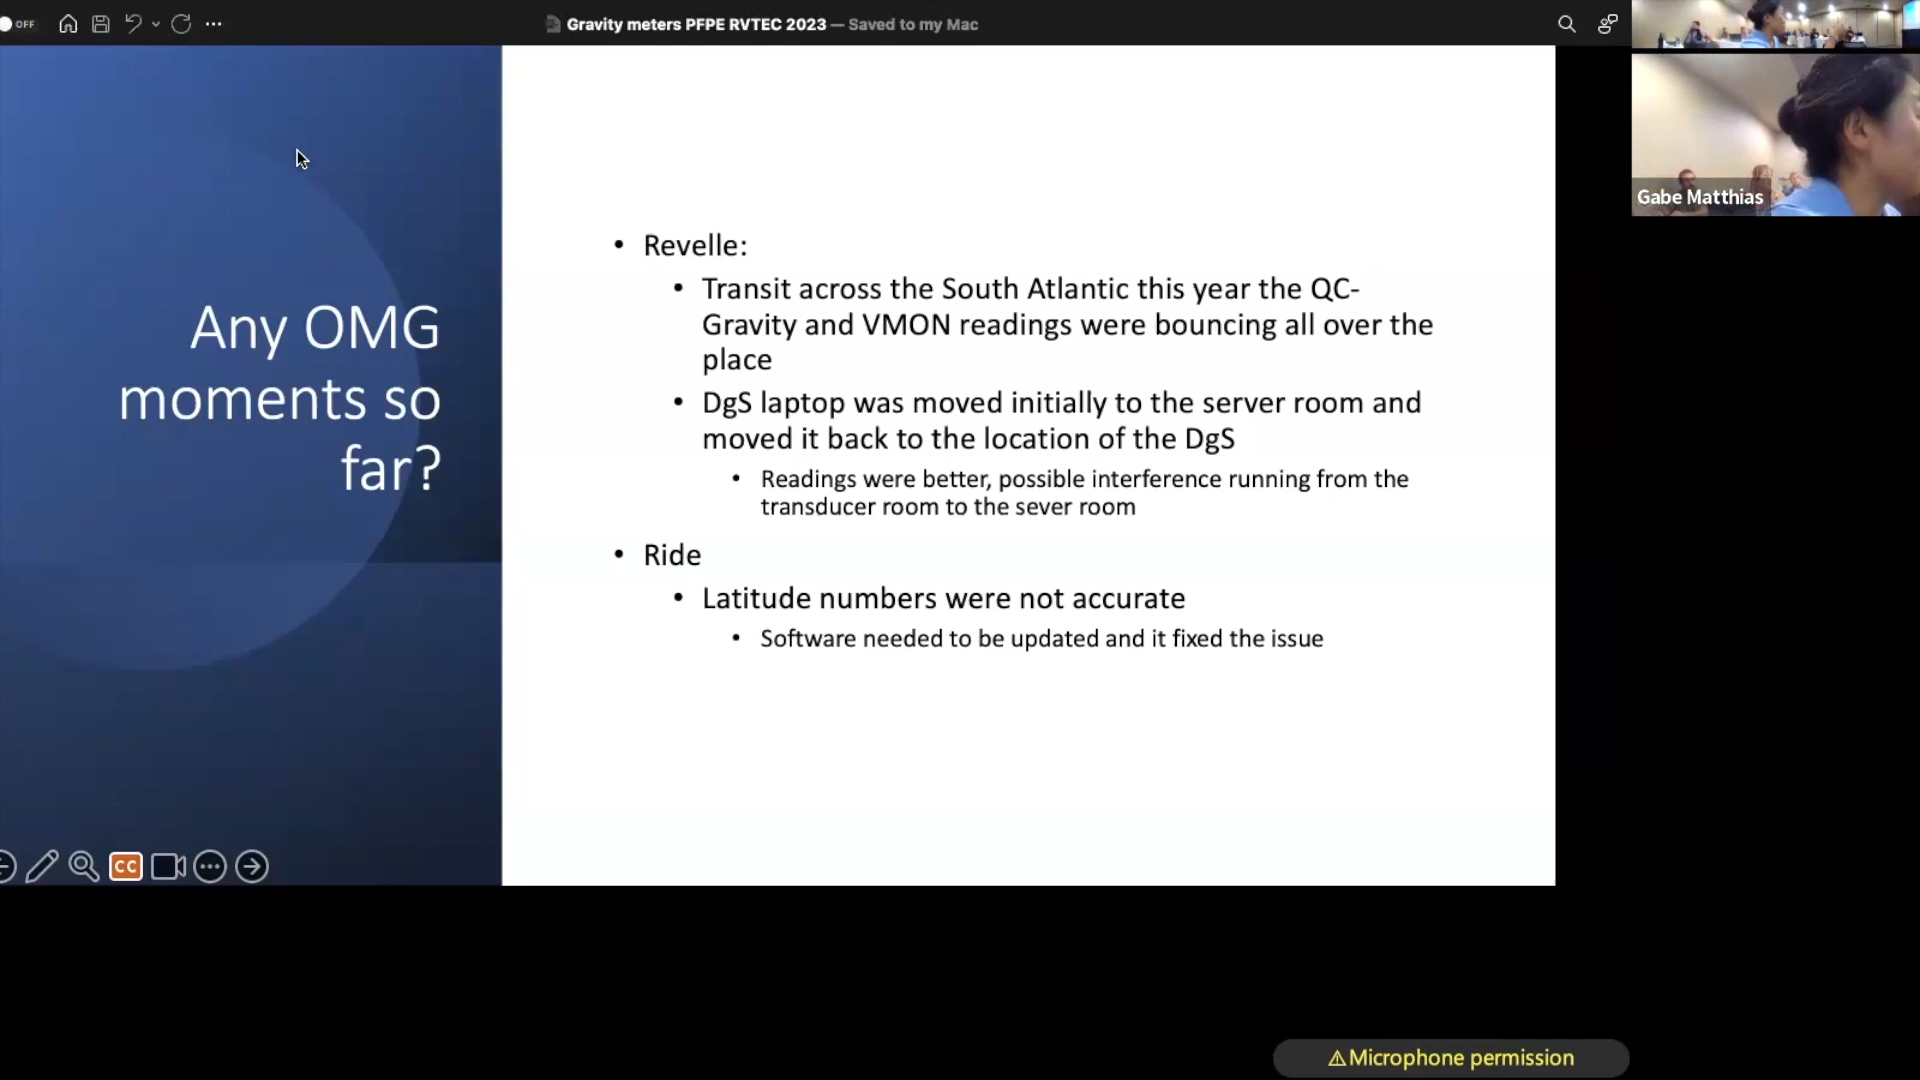 OFF
Gravity meters PFPE RVTEC 2023 — Saved to my Mac
Any OMG
moments so
far?
• Revelle:
• Transit across the South Atlantic this year the QC-
Gravity and VMON readings were bouncing all over the
place
• DgS laptop was moved initially to the server room and
moved it back to the location of the DgS
• Readings were better, possible interference running from the
transducer room to the sever room
• Ride
• Latitude numbers were not accurate
• Software needed to be updated and it fixed the issue
Gabe Matthias
CC
⚠Microphone permission